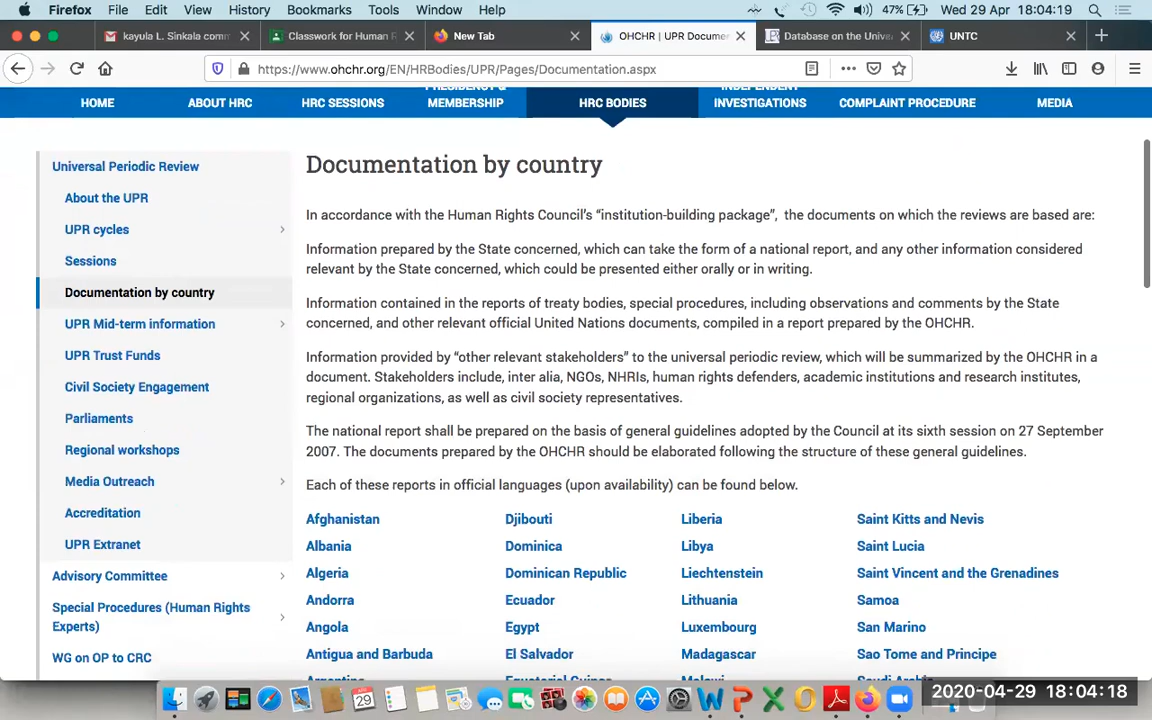 Firefox File Edit View History Bookmarks Tools Window Help 47% Wed 29 Apr 18:04:19
kayula L. Sinkala comm Classwork for Human R New Tab OHCHR | UPR Docume Database on the Unive UNTC
https://www.ohchr.org/EN/HRBodies/UPR/Pages/Documentation.aspx
HOME ABOUT HRC HRC SESSIONS PRESIDENCY & MEMBERSHIP HRC BODIES INDEPENDENT INVESTIGATIONS COMPLAINT PROCEDURE MEDIA
Universal Periodic Review
About the UPR
UPR cycles
Sessions
Documentation by country
UPR Mid-term information
UPR Trust Funds
Civil Society Engagement
Parliaments
Regional workshops
Media Outreach
Accreditation
UPR Extranet
Advisory Committee
Special Procedures (Human Rights
Experts)
WG on OP to CRC
Documentation by country
In accordance with the Human Rights Council's “institution-building package”, the documents on which the reviews are based are:
Information prepared by the State concerned, which can take the form of a national report, and any other information considered
relevant by the State concerned, which could be presented either orally or in writing.
Information contained in the reports of treaty bodies, special procedures, including observations and comments by the State
concerned, and other relevant official United Nations documents, compiled in a report prepared by the OHCHR.
Information provided by “other relevant stakeholders” to the universal periodic review, which will be summarized by the OHCHR in a
document. Stakeholders include, inter alia, NGOs, NHRIs, human rights defenders, academic institutions and research institutes,
regional organizations, as well as civil society representatives.
The national report shall be prepared on the basis of general guidelines adopted by the Council at its sixth session on 27 September
2007. The documents prepared by the OHCHR should be elaborated following the structure of these general guidelines.
Each of these reports in official languages (upon availability) can be found below.
Afghanistan Djibouti Liberia Saint Kitts and Nevis
Albania Dominica Libya Saint Lucia
Algeria Dominican Republic Liechtenstein Saint Vincent and the Grenadines
Andorra Ecuador Lithuania Samoa
Angola Egypt Luxembourg San Marino
Antigua and Barbuda El Salvador Madagascar Sao Tome and Principe
2020-04-29 18:04:18